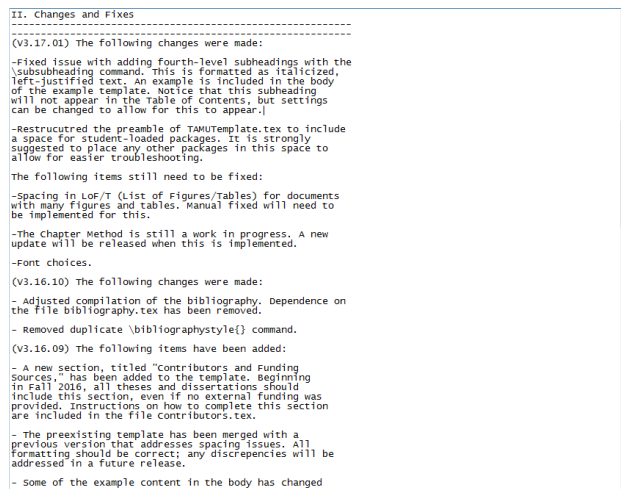 II. Changes and Fixes
----------------------------------------------------
----------------------------------------------------
(V3.17.01) The following changes were made:
-Fixed issue with adding fourth-level subheadings with the
\subsubheading command. This is formatted as italicized,
left-justified text. An example is included in the body
of the example template. Notice that this subheading
will not appear in the Table of Contents, but settings
can be changed to allow for this to appear.
-Restrucutred the preamble of TAMUTemplate.tex to include
a space for student-loaded packages. It is strongly
suggested to place any other packages in this space to
allow for easier troubleshooting.
The following items still need to be fixed:
-Spacing in LoF/T (List of Figures/Tables) for documents
with many figures and tables. Manual fixed will need to
be implemented for this.
-The Chapter Method is still a work in progress. A new
update will be released when this is implemented.
-Font choices.
(V3.16.10) The following changes were made:
- Adjusted compilation of the bibliography. Dependence on
the file bibliography.tex has been removed.
- Removed duplicate \bibliographystyle{} command.
(V3.16.09) The following items have been added:
- A new section, titled "Contributors and Funding
Sources," has been added to the template. Beginning
in Fall 2016, all theses and dissertations should
include this section, even if no external funding was
provided. Instructions on how to complete this section
are included in the file Contributors.tex.
- The preexisting template has been merged with a
previous version that addresses spacing issues. All
formatting should be correct; any discrepencies will be
addressed in a future release.
- Some of the example content in the body has changed